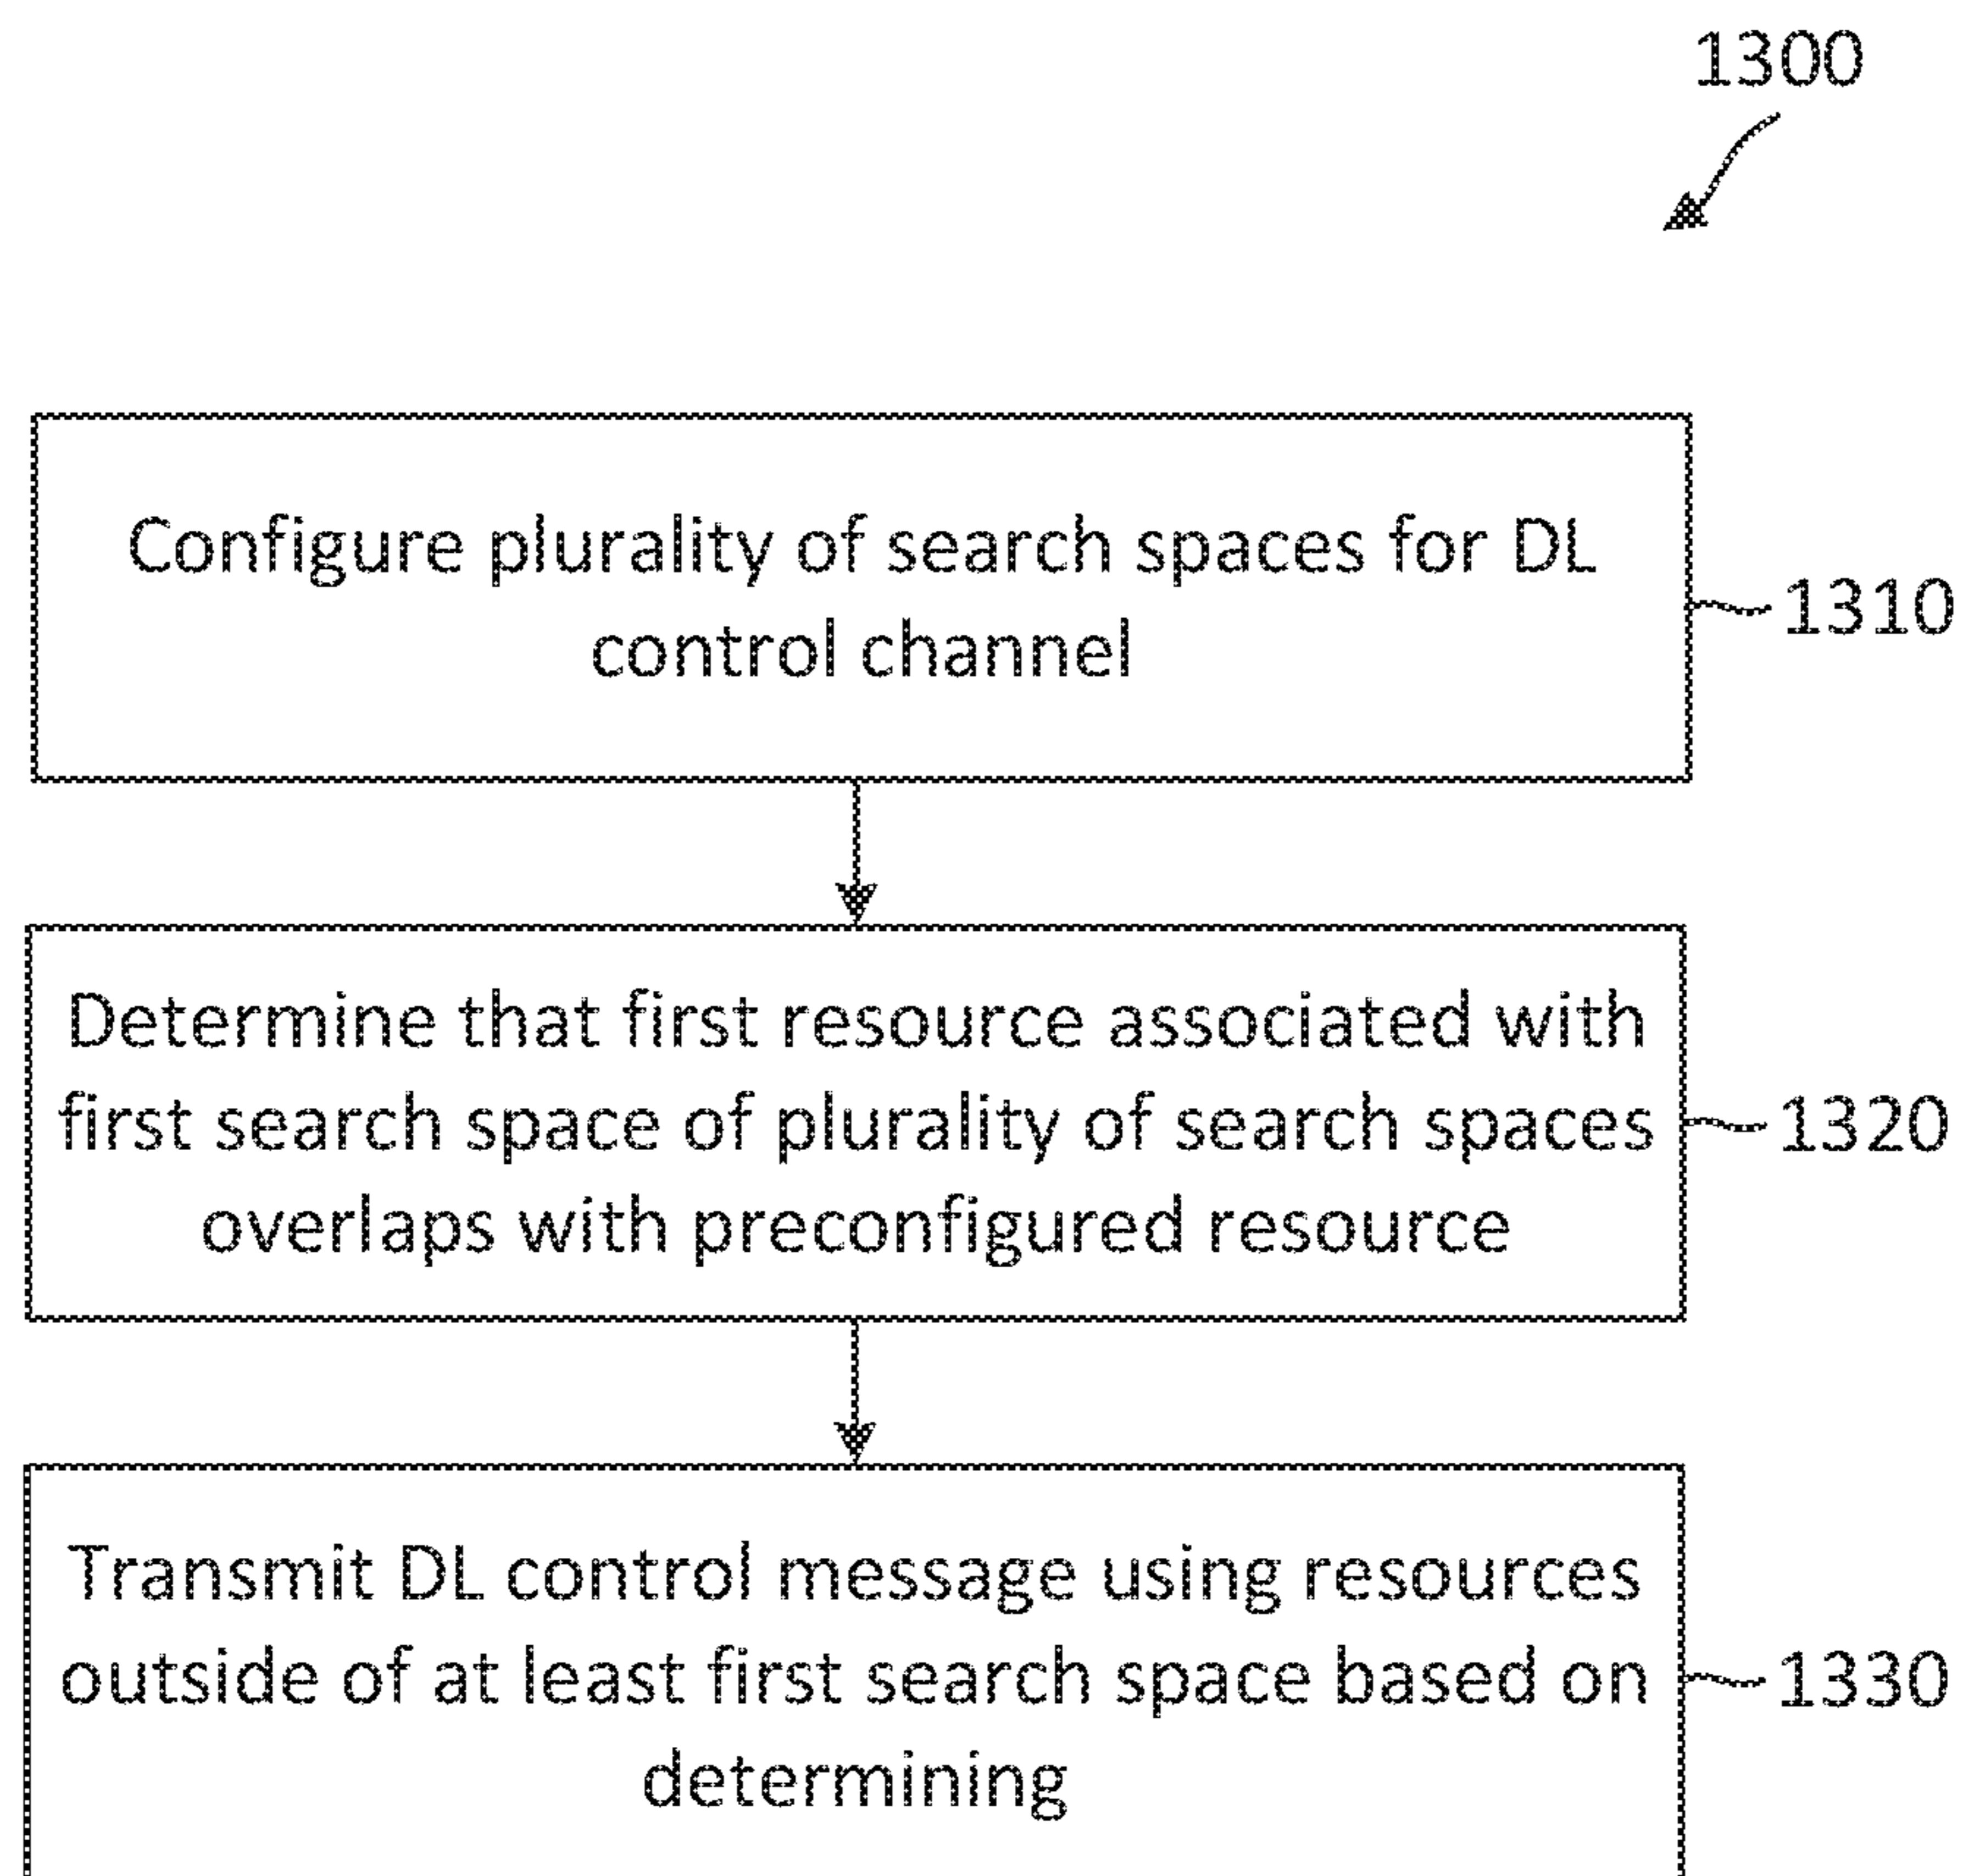 1300
Configure plurality of search spaces for DL
control channel
1310
Determine that first resource associated with
first search space of plurality of search spaces
overlaps with preconfigured resource
1320
Transmit DL control message using resources
outside of at least first search space based on
determining
1330